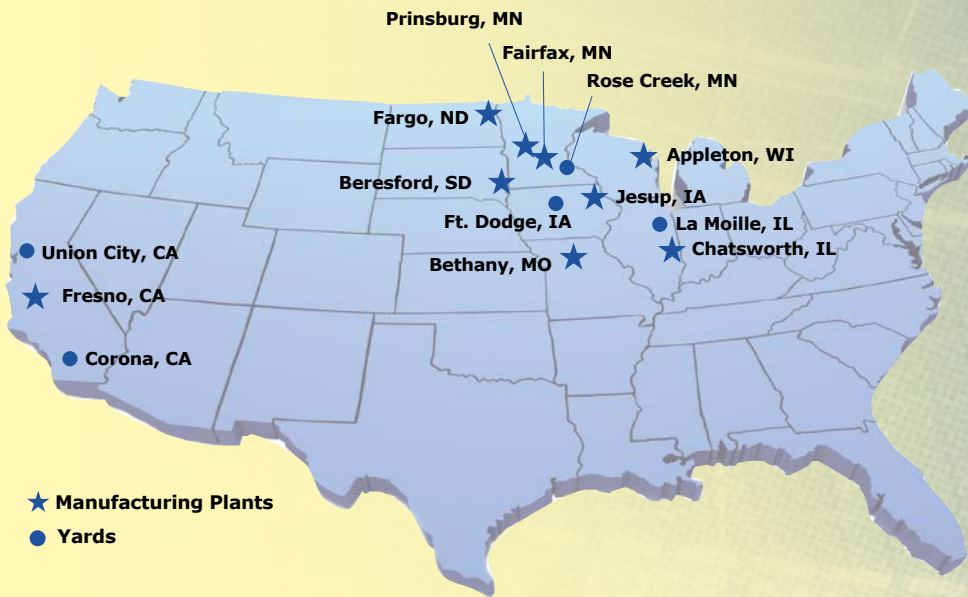 Prinsburg, MN
Fairfax, MN
Rose Creek, MN
Fargo, ND
Appleton, WI
Beresford, SD
Jesup, IA
Ft. Dodge, IA
La Moille, IL
Union City, CA
Chatsworth, IL
Bethany, MO
Fresno, CA
Corona, CA
Manufacturing Plants
Yards